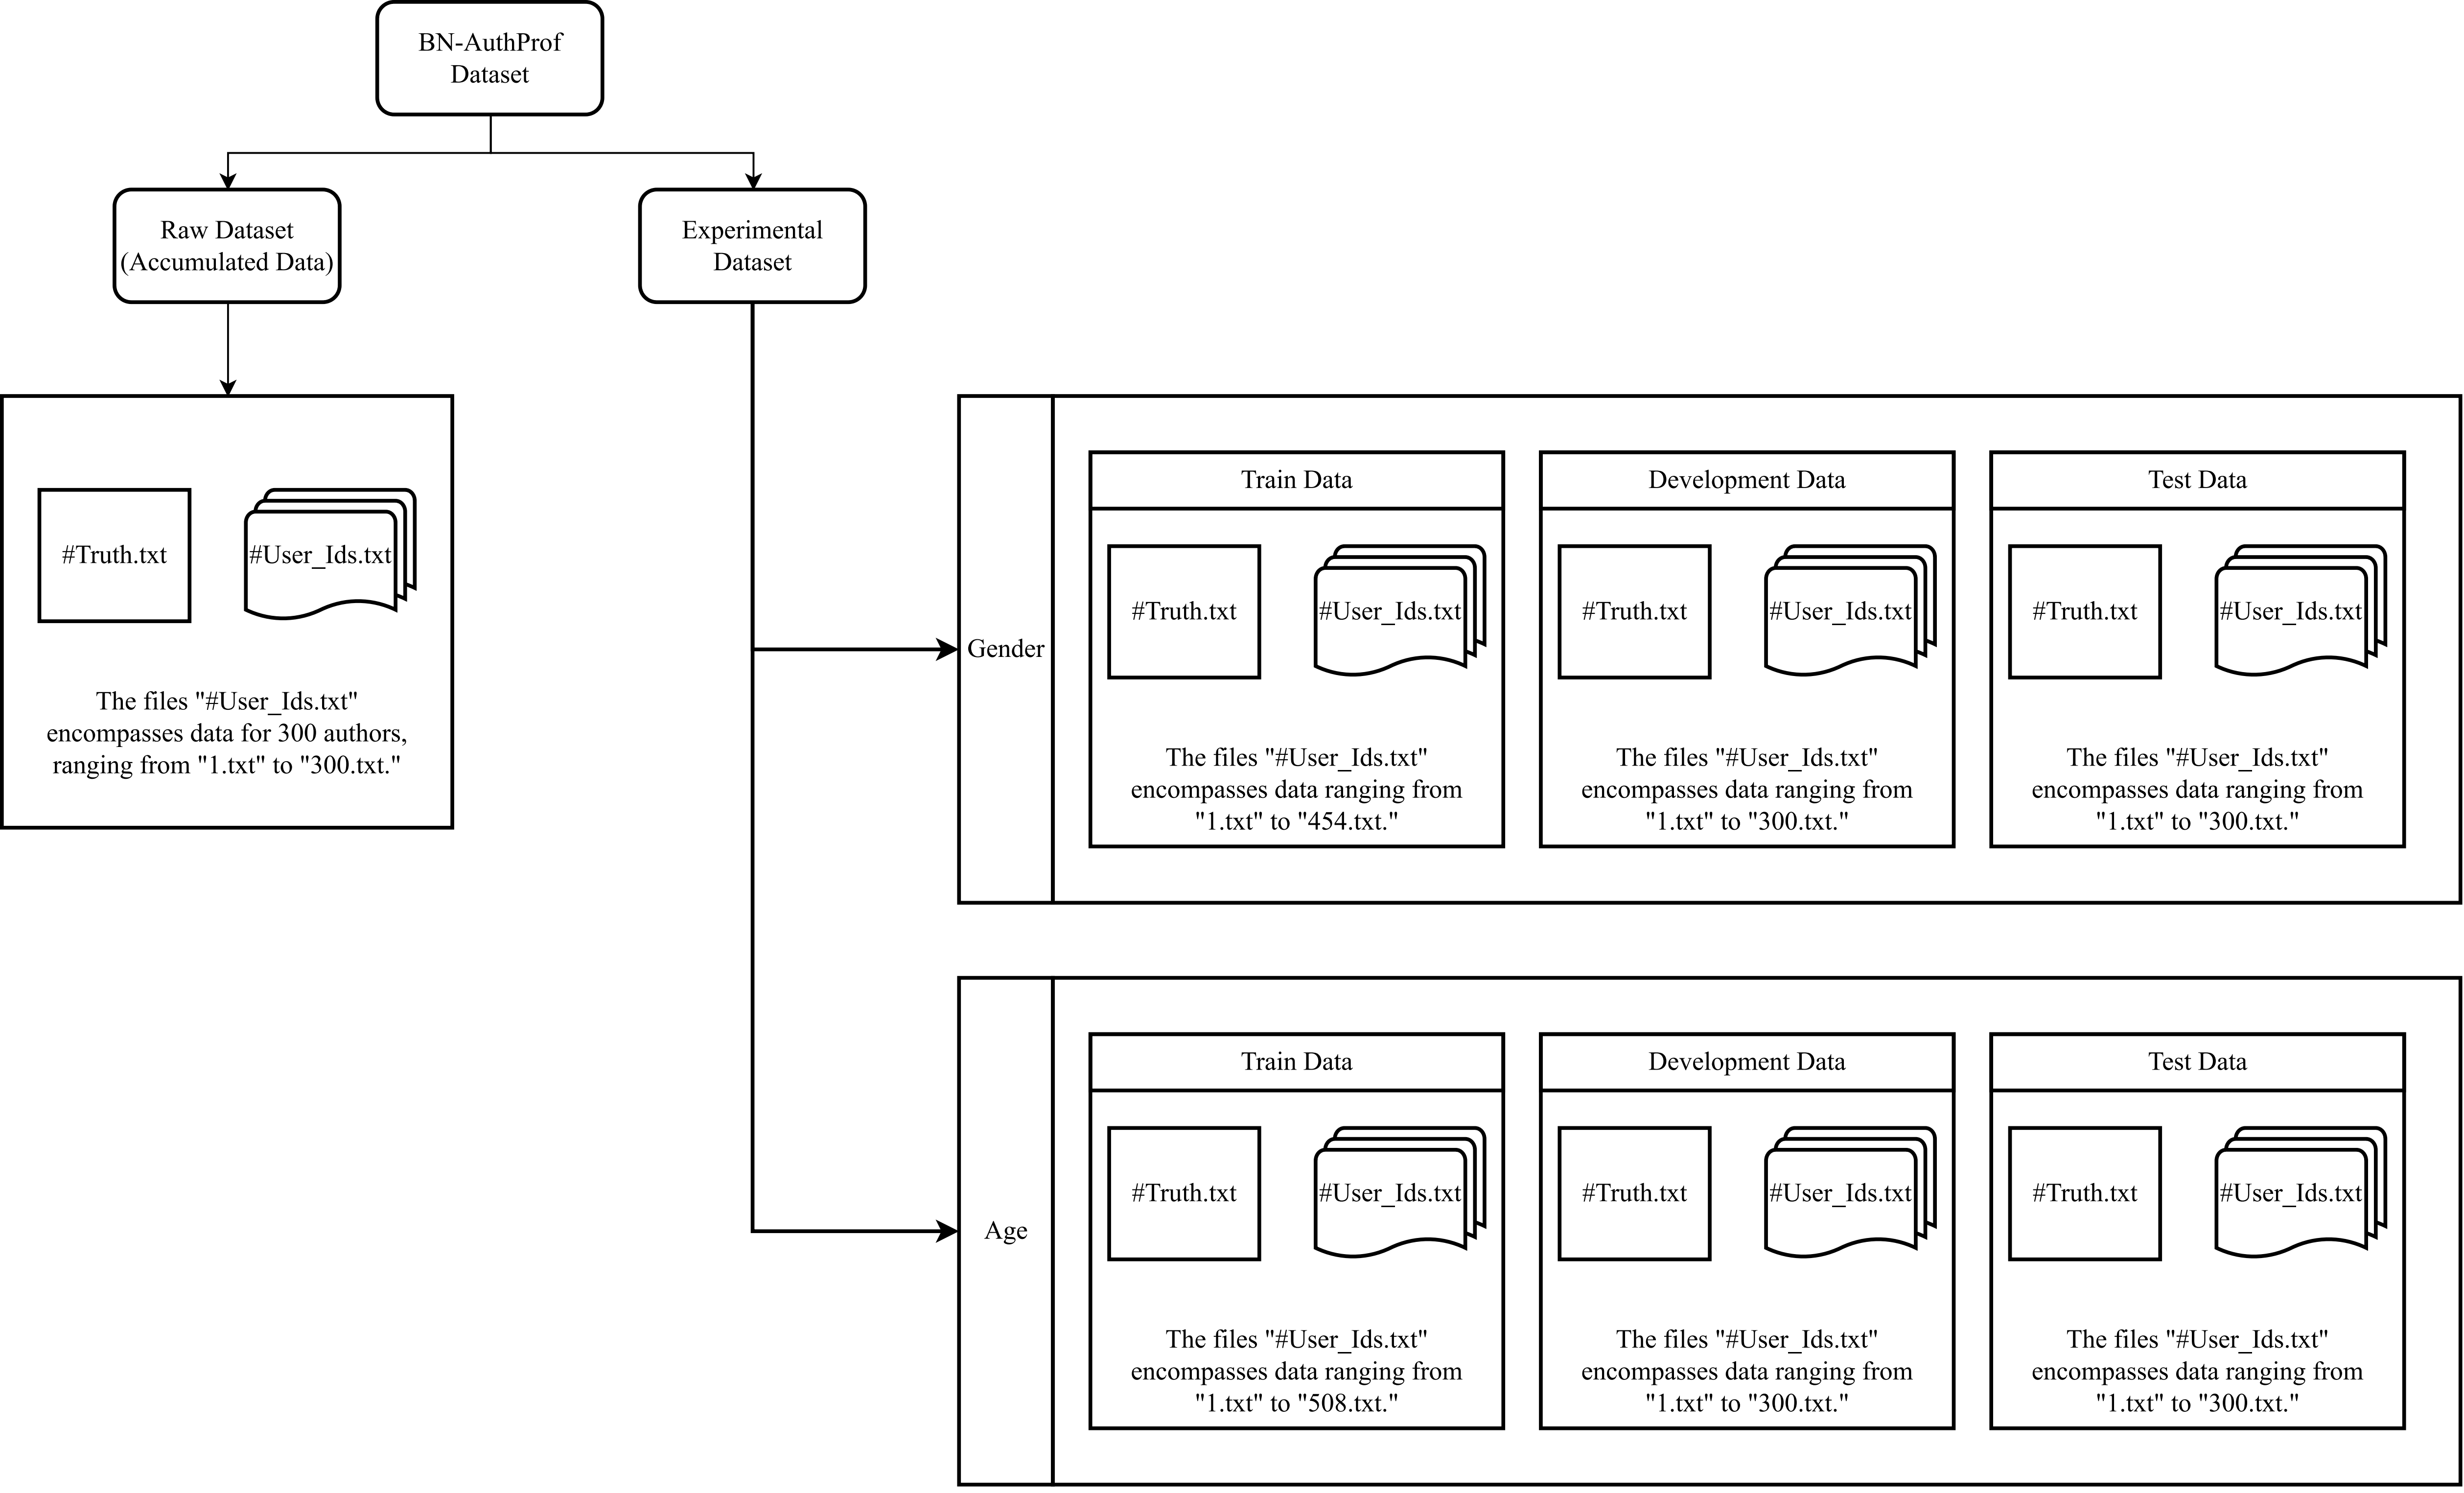 BN-AuthProf
Dataset
Raw Dataset
(Accumulated Data)
Experimental
Dataset
#Truth.txt
#User_Ids.txt
The files "#User_Ids.txt"
encompasses data for 300 authors,
ranging from "1.txt" to "300.txt."
Gender
Train Data
#Truth.txt
#User_Ids.txt
The files "#User_Ids.txt"
encompasses data ranging from
"1.txt" to "454.txt."
Development Data
#Truth.txt
#User_Ids.txt
The files "#User_Ids.txt"
encompasses data ranging from
"1.txt" to "300.txt."
Test Data
#Truth.txt
#User_Ids.txt
The files "#User_Ids.txt"
encompasses data ranging from
"1.txt" to "300.txt."
Age
Train Data
#Truth.txt
#User_Ids.txt
The files "#User_Ids.txt"
encompasses data ranging from
"1.txt" to "508.txt."
Development Data
#Truth.txt
#User_Ids.txt
The files "#User_Ids.txt"
encompasses data ranging from
"1.txt" to "300.txt."
Test Data
#Truth.txt
#User_Ids.txt
The files "#User_Ids.txt"
encompasses data ranging from
"1.txt" to "300.txt."